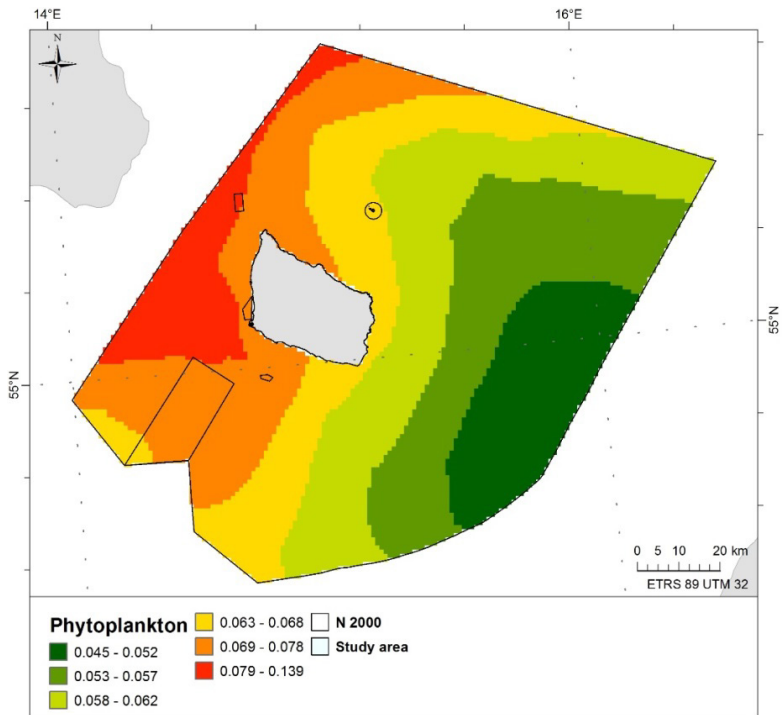 14°E
16°E
N
55°N
55°N
0 5 10 20 km
ETRS 89 UTM 32
Phytoplankton
0.045 - 0.052
0.053 - 0.057
0.058 - 0.062
0.063 - 0.068
0.069 - 0.078
0.079 - 0.139
N 2000
Study area